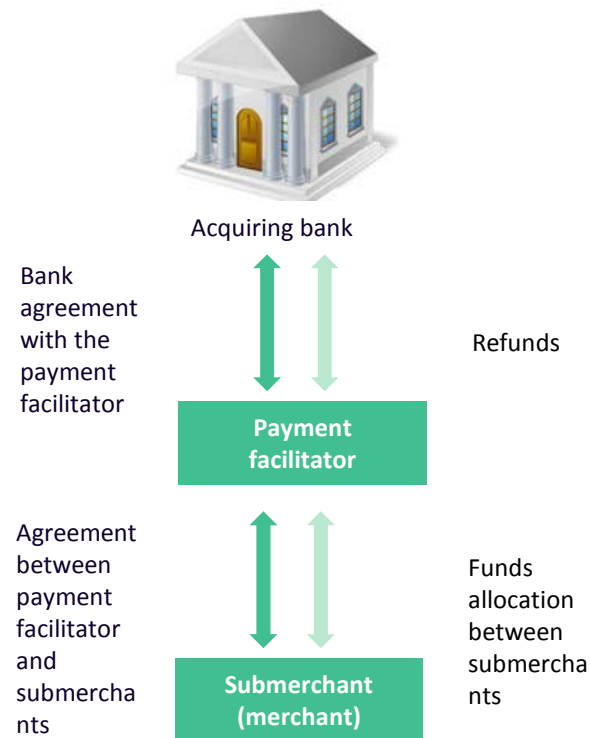 Acquiring bank
Bank
agreement
with the
payment
facilitator
Refunds
Payment
facilitator
Agreement
between
payment
facilitator
and
submercha
nts
Funds
allocation
between
submercha
nts
Submerchant
(merchant)